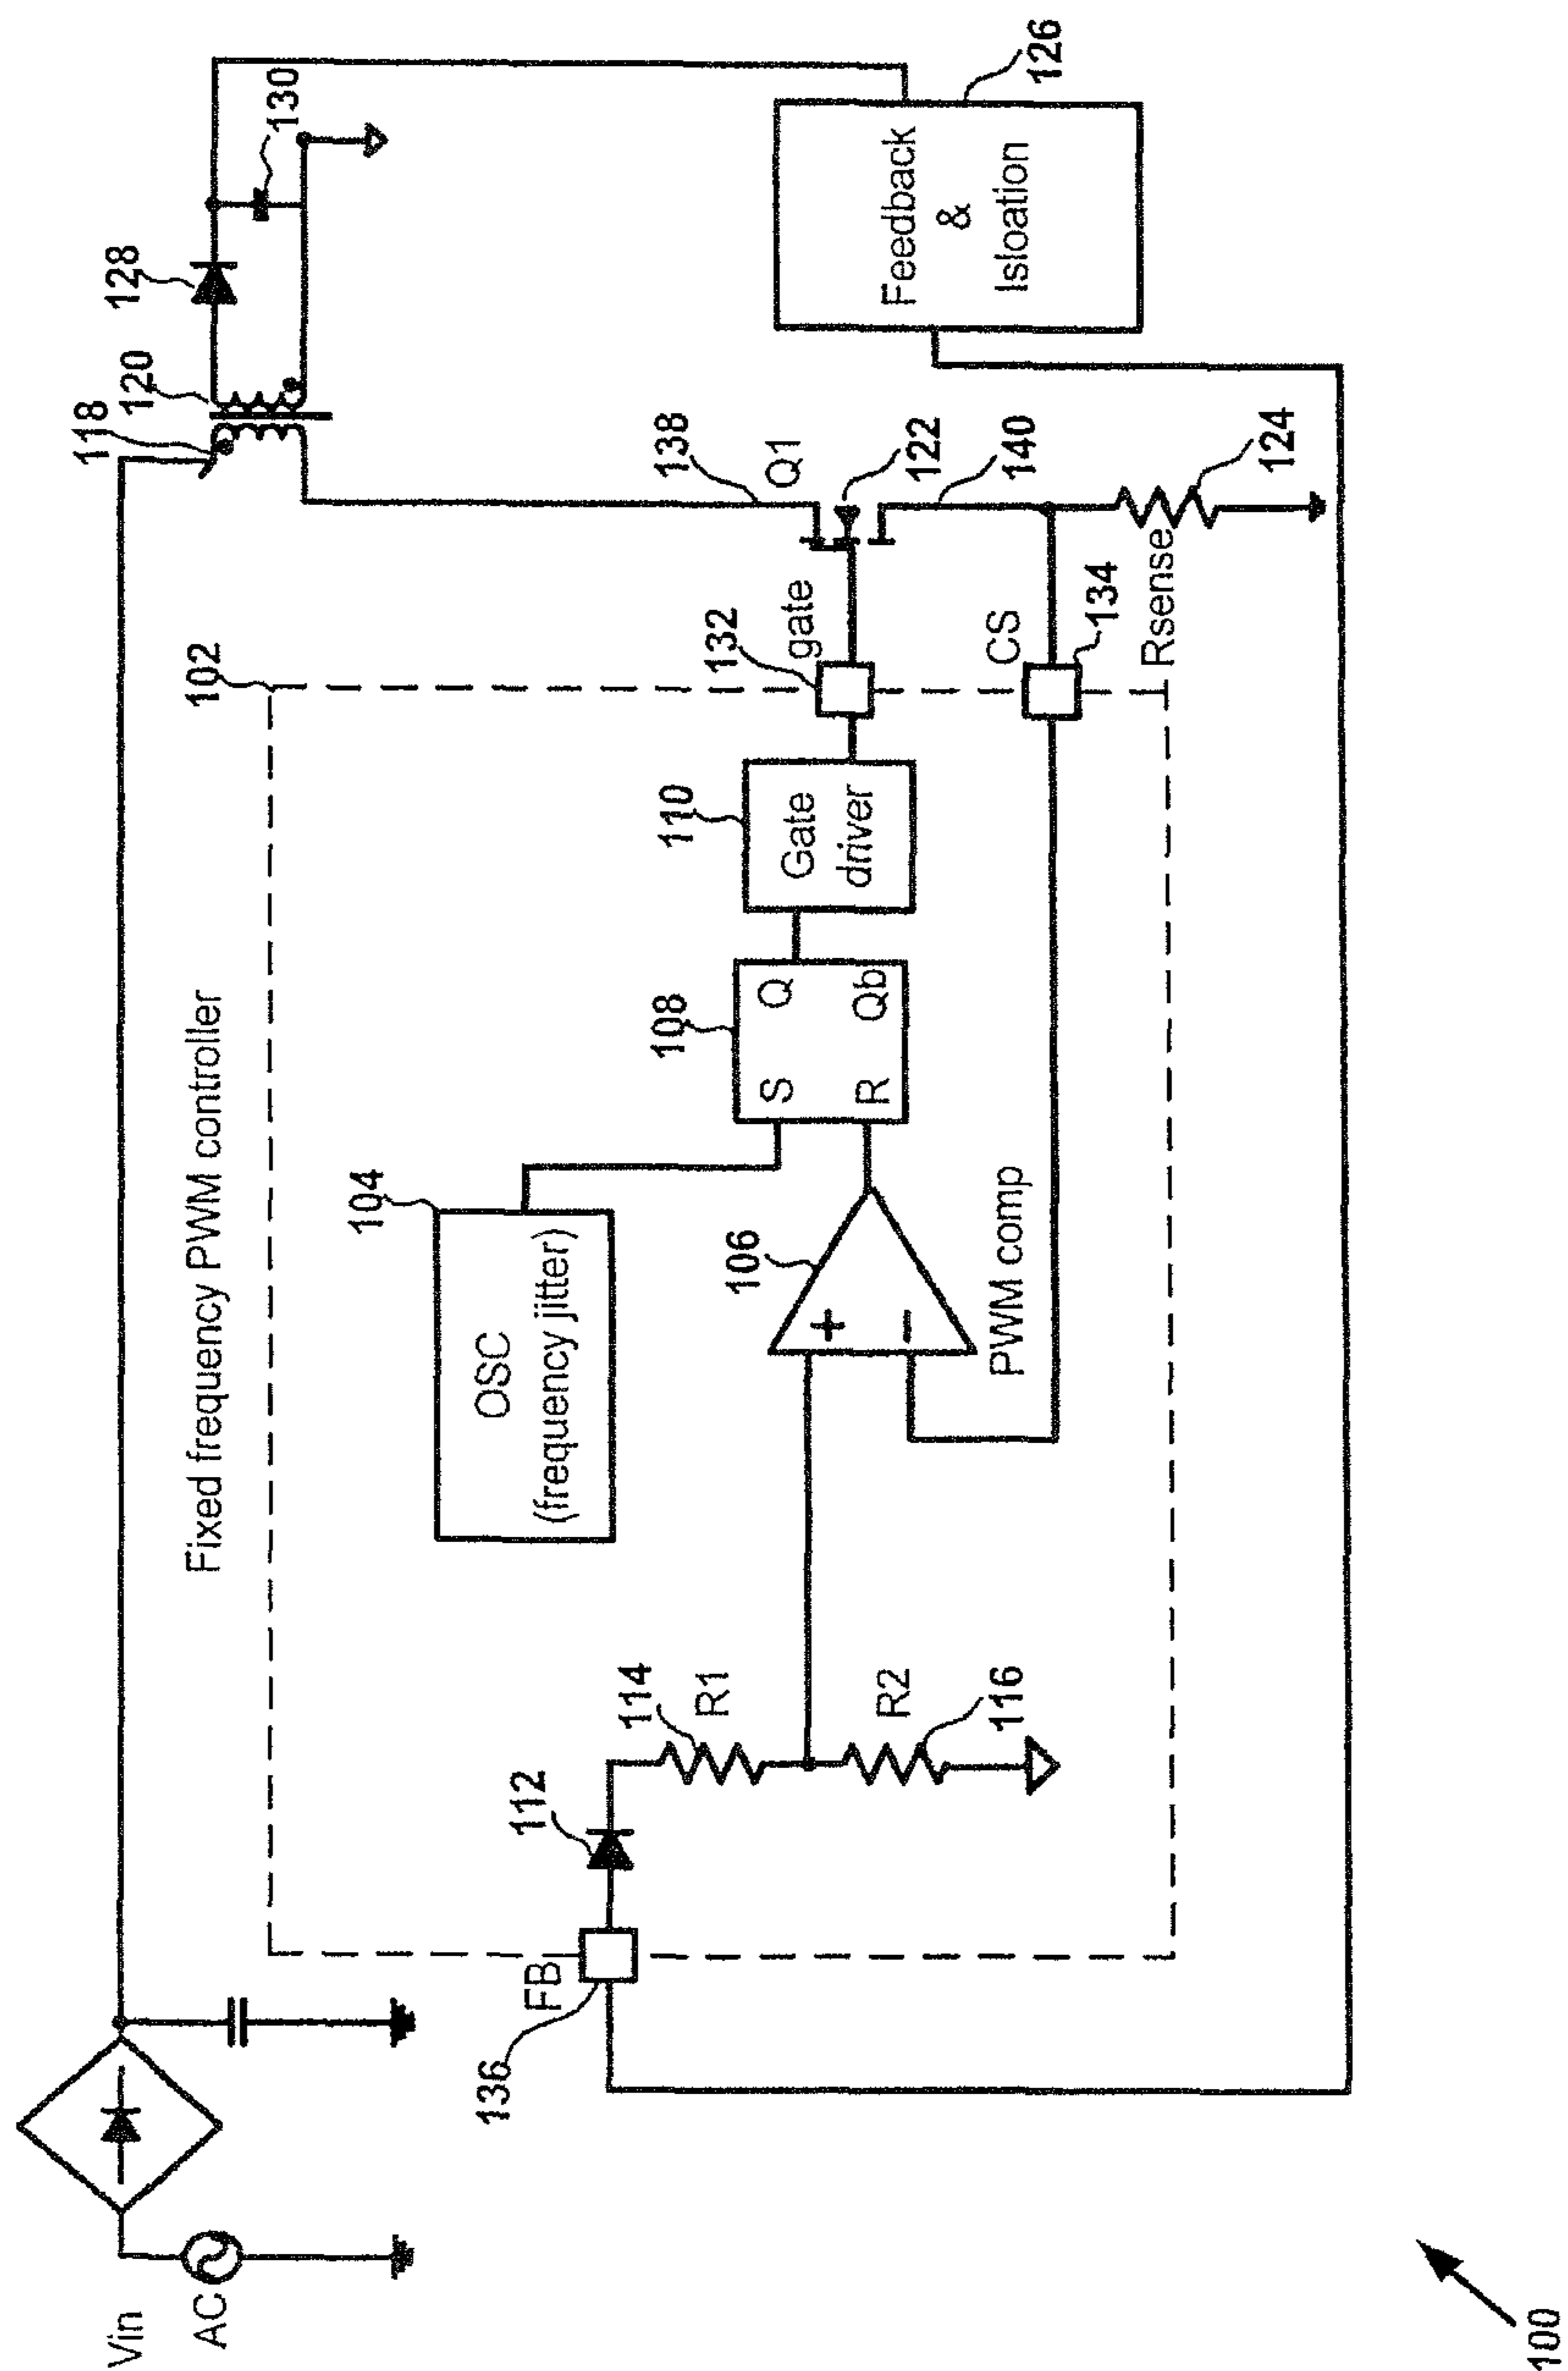 Vin
AC
Fixed frequency PWM controller
102
118
120
128
130
104
OSC
(frequency jitter)
108
S
Q
R
Qb
110
Gate
driver
132
gate
138
Q1
122
140
CS
134
Rsense
124
126
Feedback
&
Isloation
106
+
−
PWM comp
114
R1
R2
116
112
FB
136
100